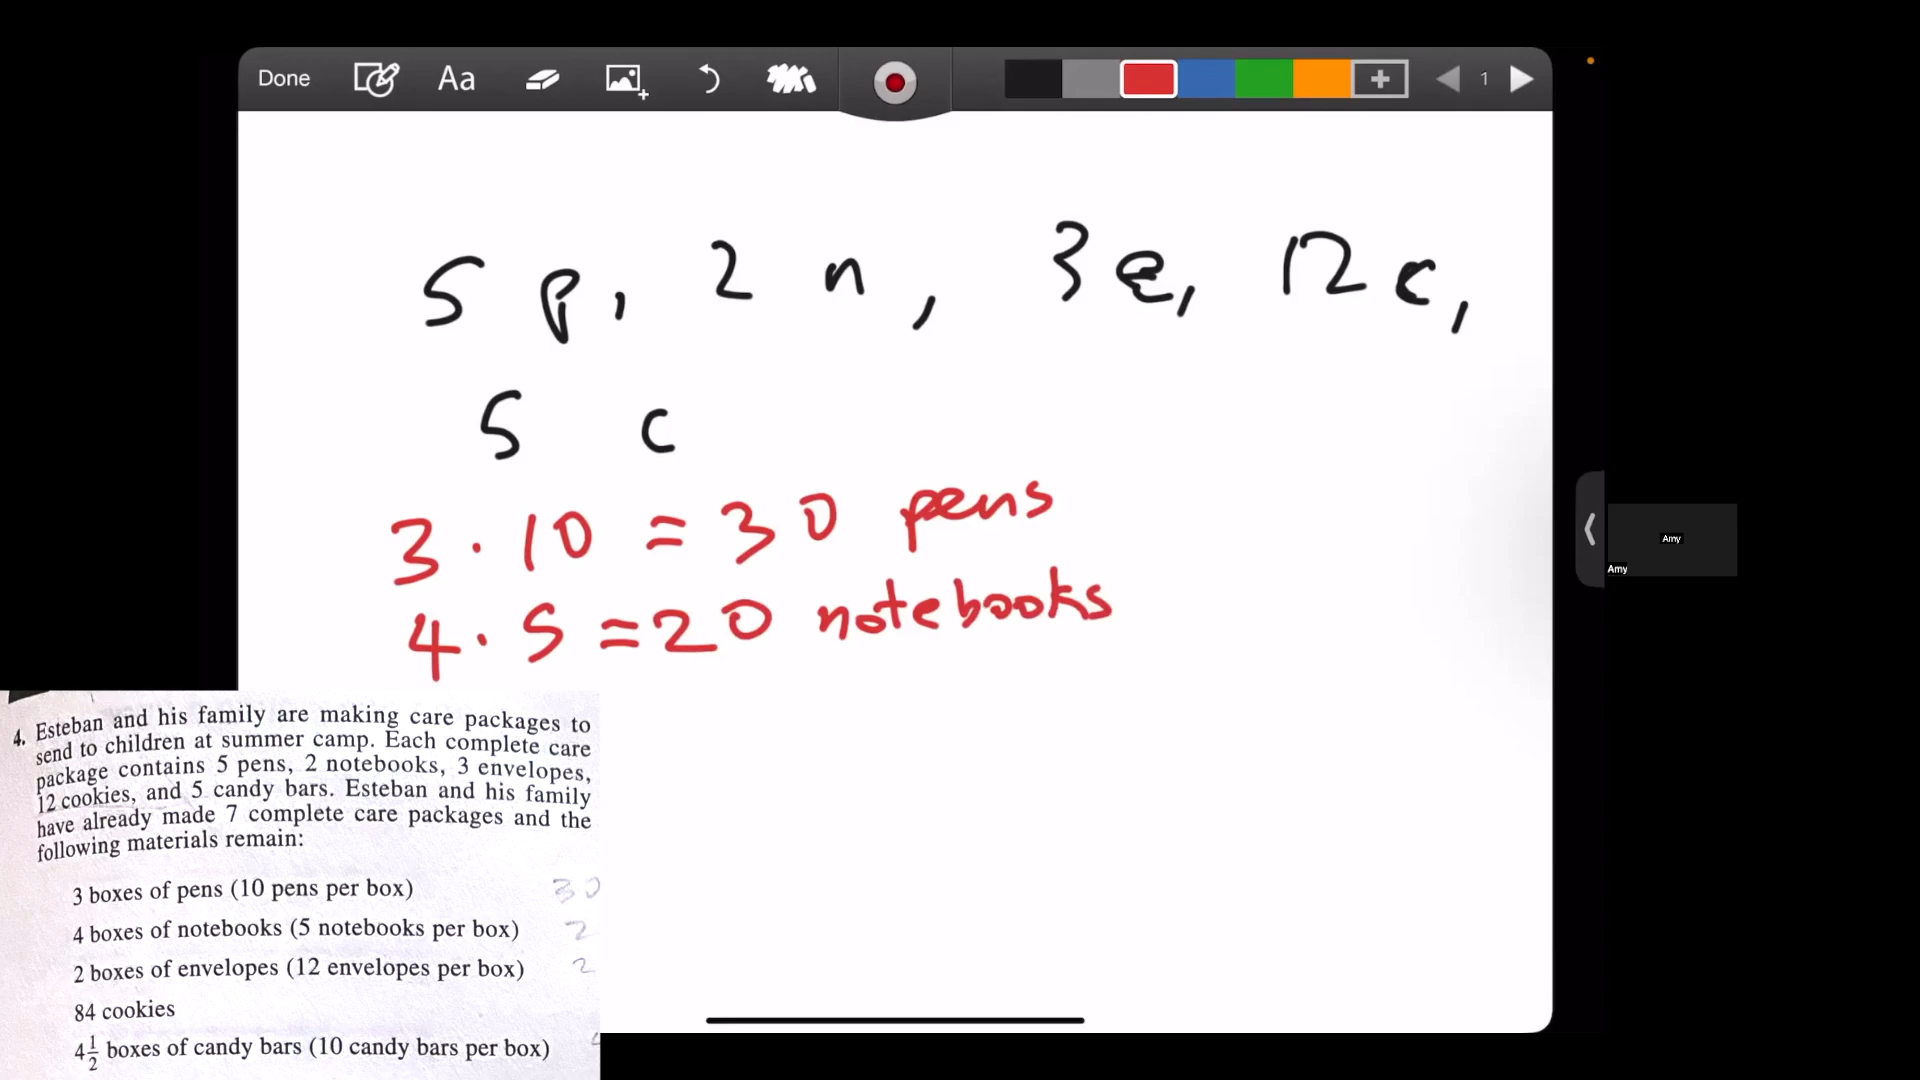 Done Aa 1
5 p, 2 n, 3 e, 12 c,
5 c
3 · 10 = 30 pens
4 · 5 = 20 notebooks
Amy
Amy
4. Esteban and his family are making care packages to
send to children at summer camp. Each complete care
package contains 5 pens, 2 notebooks, 3 envelopes,
12 cookies, and 5 candy bars. Esteban and his family
have already made 7 complete care packages and the
following materials remain:
3 boxes of pens (10 pens per box) 30
4 boxes of notebooks (5 notebooks per box) 2
2 boxes of envelopes (12 envelopes per box) 2
84 cookies
4 1/2 boxes of candy bars (10 candy bars per box)